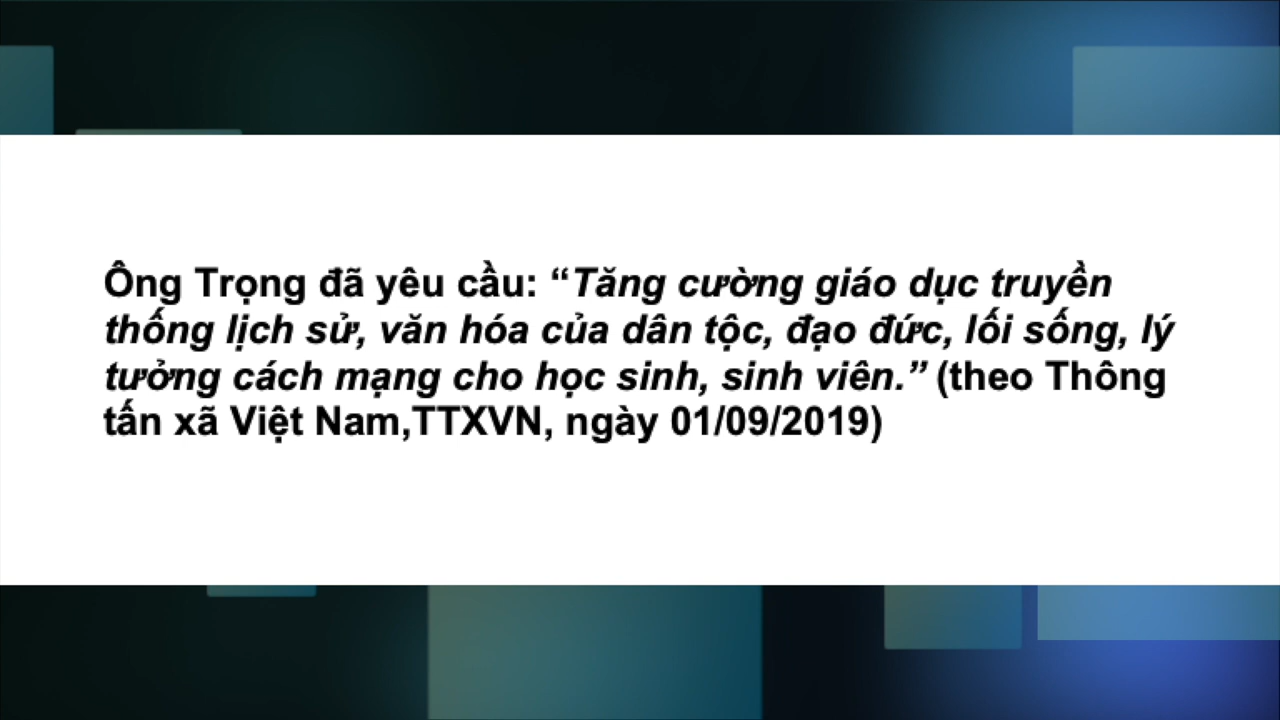 Ông Trọng đã yêu cầu: “Tăng cường giáo dục truyền
thống lịch sử, văn hóa của dân tộc, đạo đức, lối sống, lý
tưởng cách mạng cho học sinh, sinh viên.” (theo Thông
tấn xã Việt Nam,TTXVN, ngày 01/09/2019)